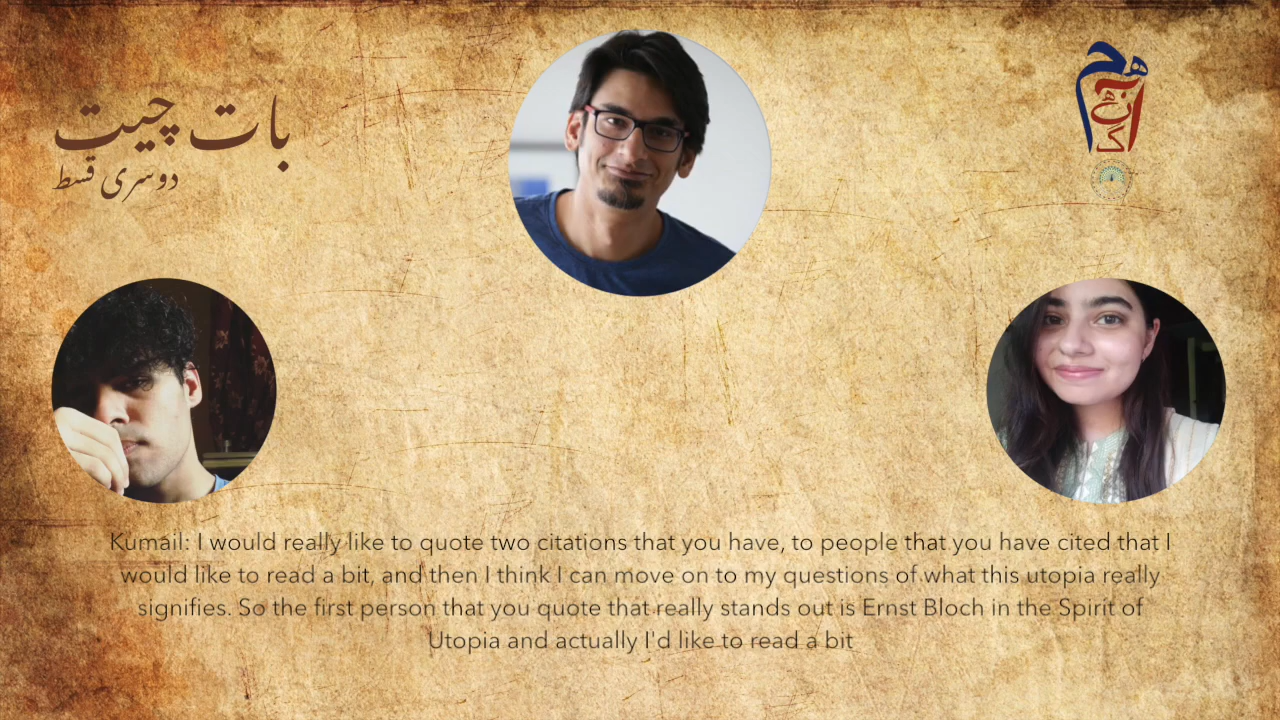 بات چیت
دوسری قسط
ہم آہنگ
Kumail: I would really like to quote two citations that you have, to people that you have cited that I
would like to read a bit, and then I think I can move on to my questions of what this utopia really
signifies. So the first person that you quote that really stands out is Ernst Bloch in the Spirit of
Utopia and actually I'd like to read a bit